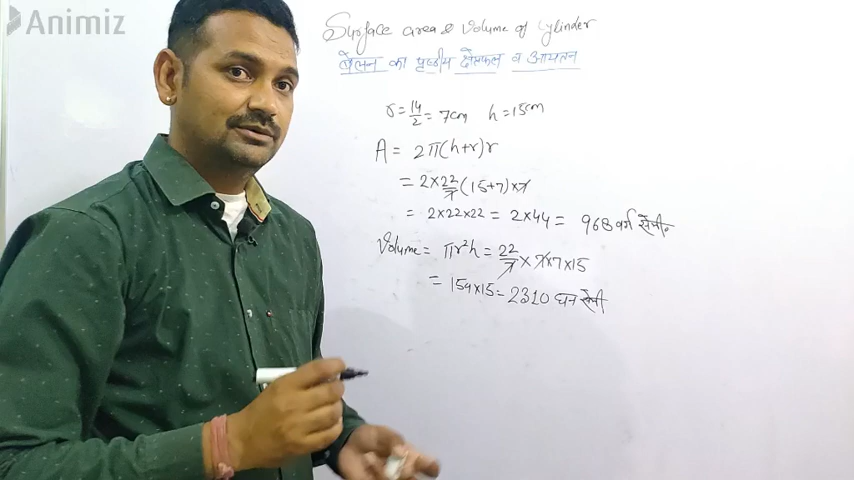 Animiz
Surface area & Volume of Cylinder
बेलन का पृष्ठीय क्षेत्रफल व आयतन
r = 14/2 = 7cm h = 15cm
A = 2π(h+r)r
= 2×22/7(15+7)×7
= 2×22×22 = 2×44 = 968 वर्ग सेमी.
Volume = πr²h = 22/7×7×7×15
= 154×15 = 2310 घन सेमी